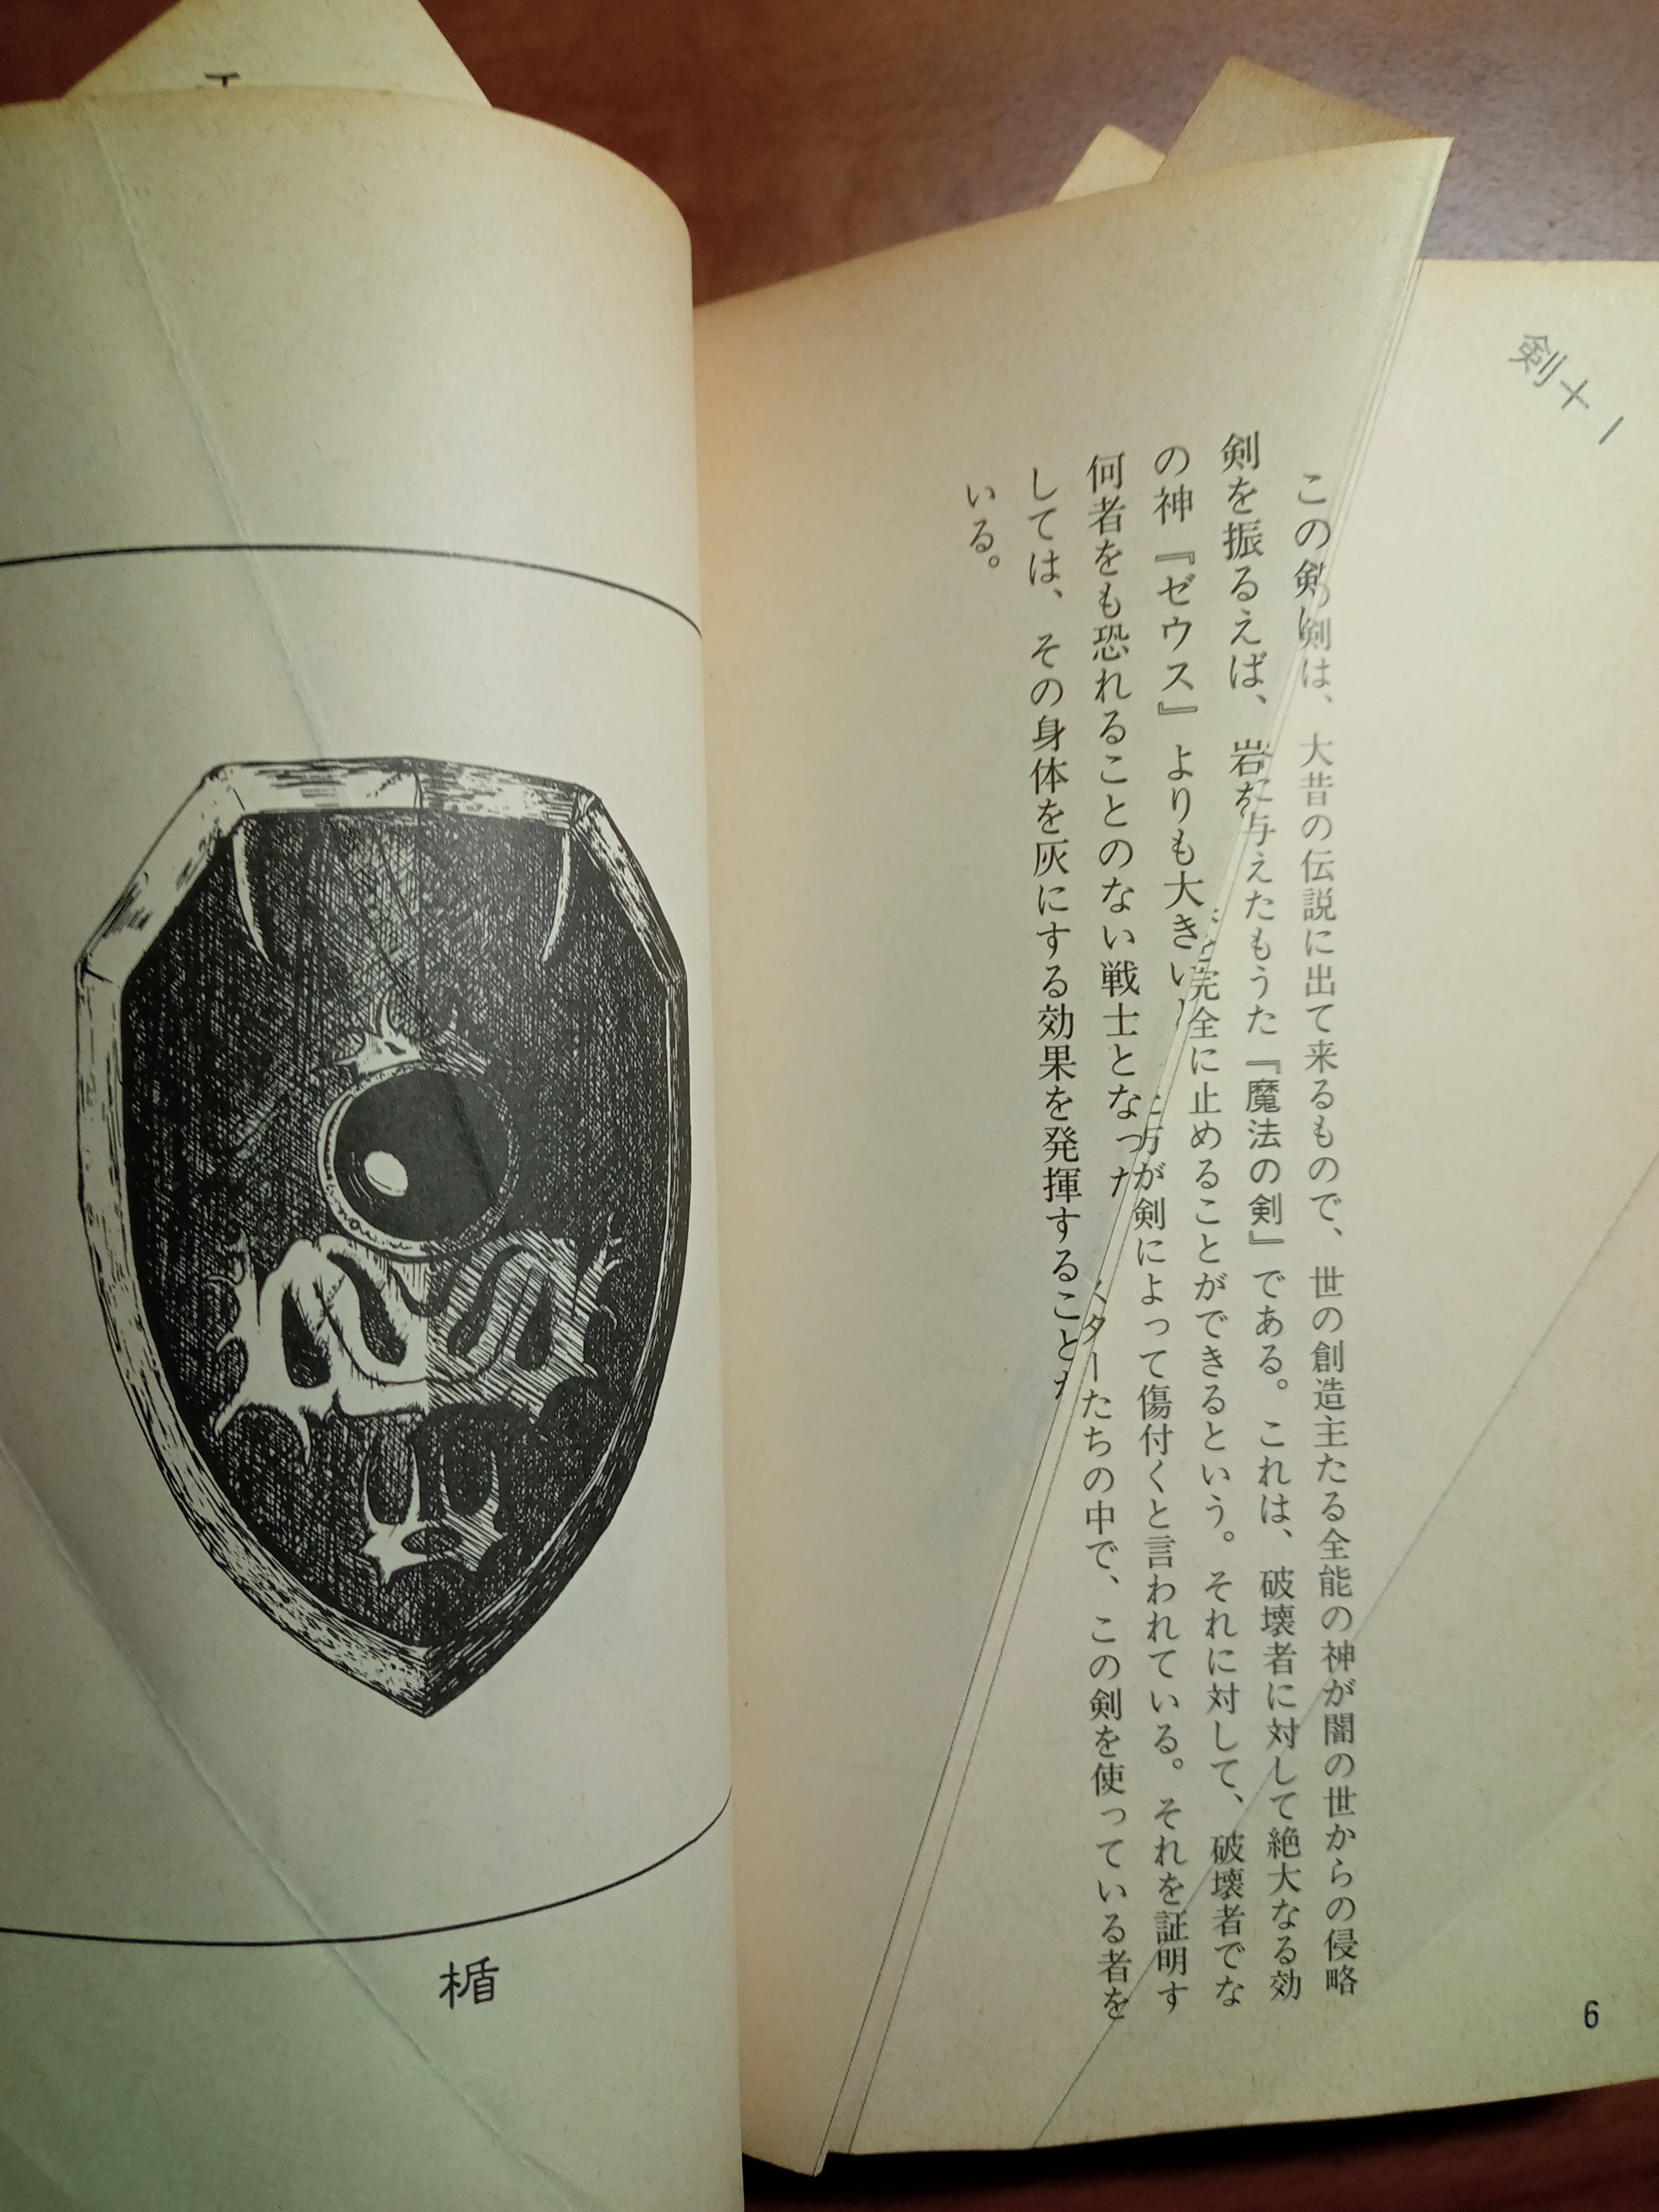 剣＋1
この剣
剣を振るえば、岩を
の神『ゼウス』よりも大きい
何者をも恐れることのない戦士となっ
しては、その身体を灰にする効果を発揮すること
いる。
剣は、大昔の伝説に出て来るもので、世の創造主たる全能の神が闇の世からの侵略
与えたもうた『魔法の剣』である。これは、破壊者に対して絶大なる効
完全に止めることができるという。それに対して、破壊者でな
方が剣によって傷付くと言われている。それを証明す
ターたちの中で、この剣を使っている者を
6
楯